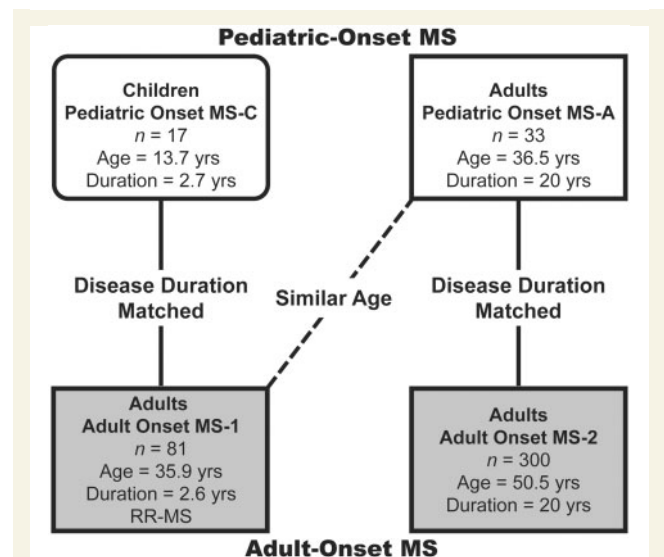 Pediatric-Onset MS
Children
Pediatric Onset MS-C
n = 17
Age = 13.7 yrs
Duration = 2.7 yrs
Adults
Pediatric Onset MS-A
n = 33
Age = 36.5 yrs
Duration = 20 yrs
Disease Duration
Matched
Similar Age
Disease Duration
Matched
Adults
Adult Onset MS-1
n = 81
Age = 35.9 yrs
Duration = 2.6 yrs
RR-MS
Adults
Adult Onset MS-2
n = 300
Age = 50.5 yrs
Duration = 20 yrs
Adult-Onset MS